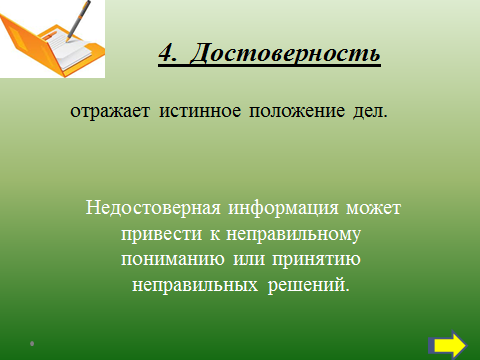 4. Достоверность
отражает истинное положение дел.
Недостоверная информация может
привести к неправильному
пониманию или принятию
неправильных решений.